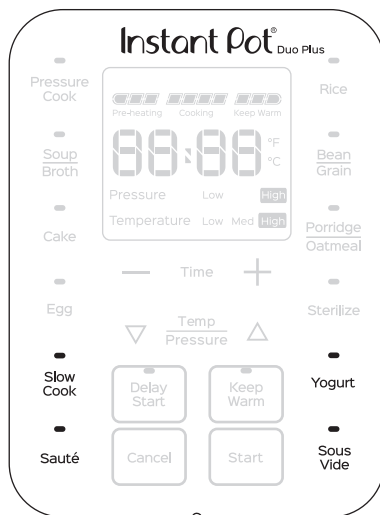 Instant Pot® Duo Plus
Pressure
Cook
Pre-heating Cooking Keep Warm
Rice
Soup
Broth
88:88 °F
°C
Bean
Grain
Pressure Low High
Temperature Low Med High
Cake
Porridge
Oatmeal
− Time +
Egg
Temp
Pressure
Sterilize
Slow
Cook
Delay
Start
Keep
Warm
Yogurt
Sauté
Cancel
Start
Sous
Vide